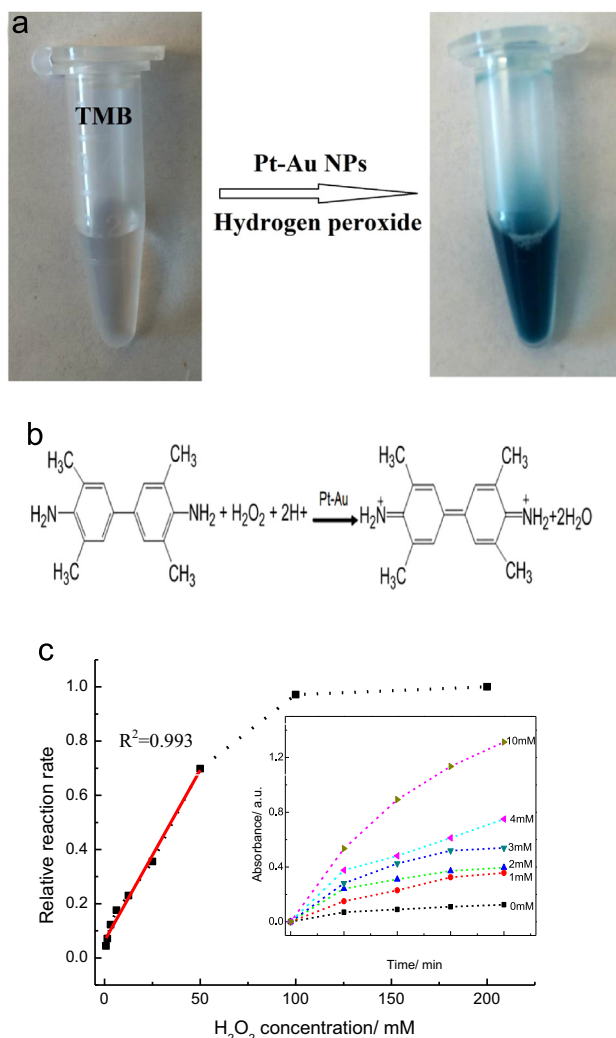 a
TMB
Pt-Au NPs
Hydrogen peroxide
b
H₃C CH₃ H₃C CH₃
H₂N NH₂ + H₂O₂ + 2H+ Pt-Au H₂N+ NH₂+ +2H₂O
H₃C CH₃ H₃C CH₃
c
Relative reaction rate
1.0
0.8
0.6
0.4
0.2
0.0
R²=0.993
0 50 100 150 200
H₂O₂ concentration/ mM
Absorbance/ a.u.
1.2
0.8
0.4
0.0
10mM
4mM
3mM
2mM
1mM
0mM
Time/ min